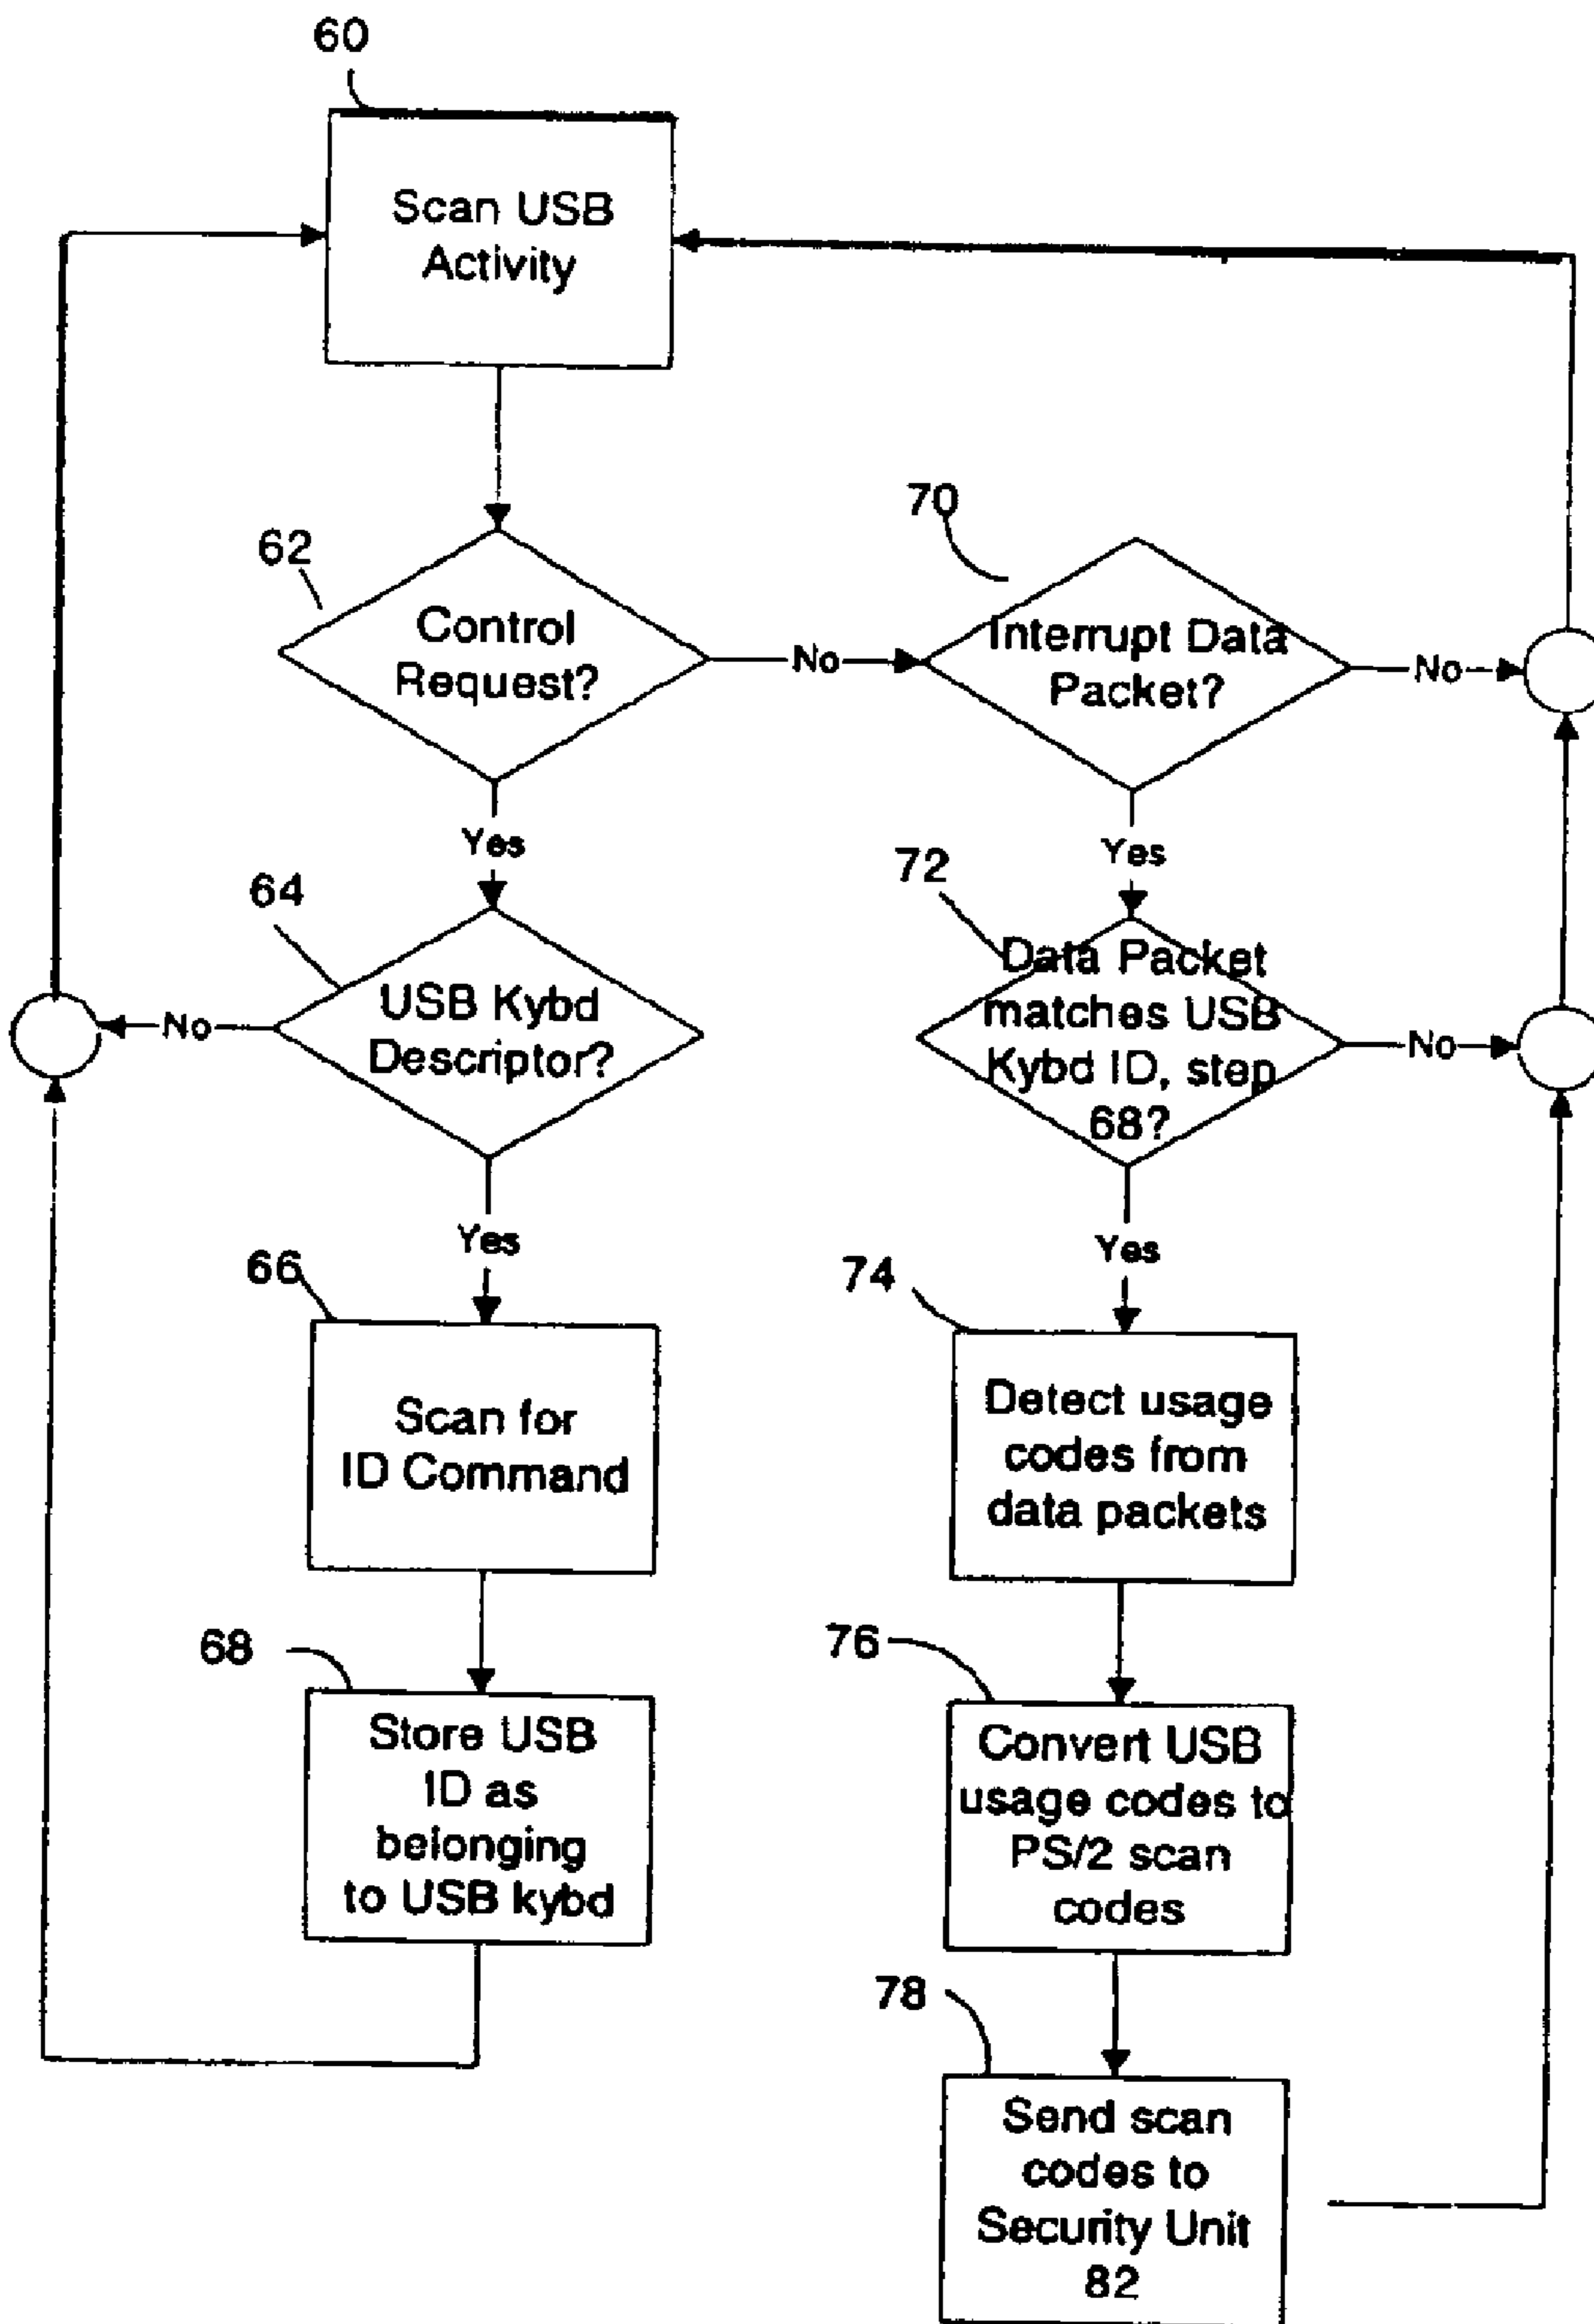 60
Scan USB
Activity
62
Control
Request?
No
70
Interrupt Data
Packet?
No
Yes
Yes
64
USB Kybd
Descriptor?
No
72
Data Packet
matches USB
Kybd ID, step
68?
No
Yes
Yes
66
Scan for
ID Command
74
Detect usage
codes from
data packets
68
Store USB
ID as
belonging
to USB kybd
76
Convert USB
usage codes to
PS/2 scan
codes
78
Send scan
codes to
Security Unit
82